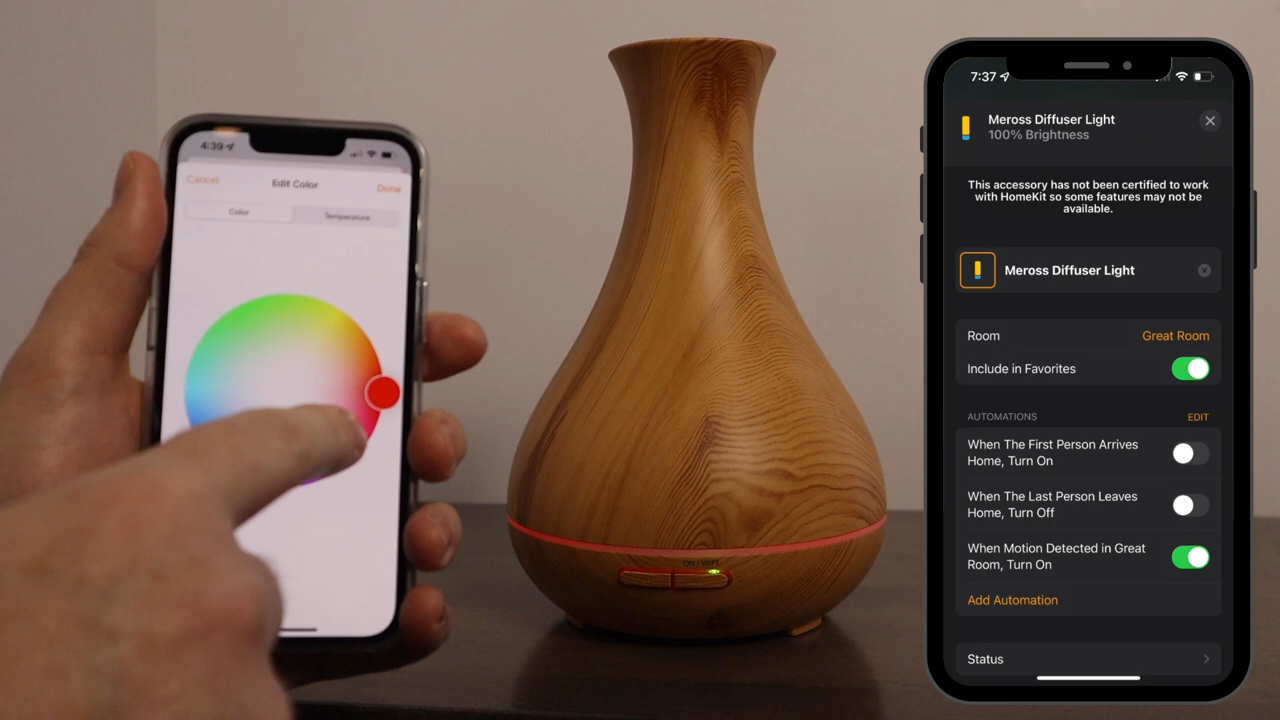 4:39
Cancel
Edit Color
Done
Color
Temperature
ON / WIFI
7:37
Meross Diffuser Light
100% Brightness
This accessory has not been certified to work
with HomeKit so some features may not be
available.
Meross Diffuser Light
Room
Great Room
Include in Favorites
AUTOMATIONS
EDIT
When The First Person Arrives
Home, Turn On
When The Last Person Leaves
Home, Turn Off
When Motion Detected in Great
Room, Turn On
Add Automation
Status